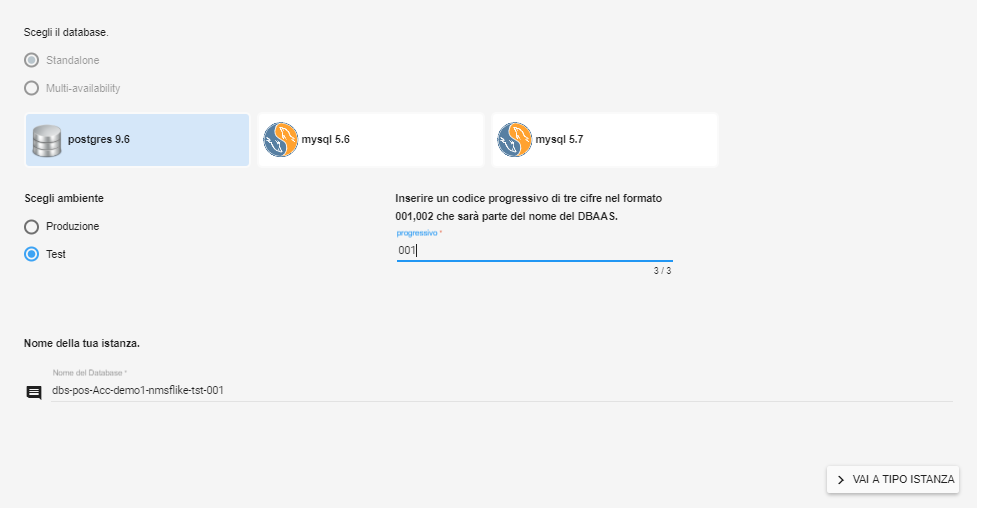 Scegli il database.
Standalone
Multi-availability
postgres 9.6
mysql 5.6
mysql 5.7
Scegli ambiente
Produzione
Test
Inserire un codice progressivo di tre cifre nel formato
001,002 che sarà parte del nome del DBAAS.
progressivo *
001
3 / 3
Nome della tua istanza.
Nome del Database *
dbs-pos-Acc-demo1-nmsflike-tst-001
VAI A TIPO ISTANZA